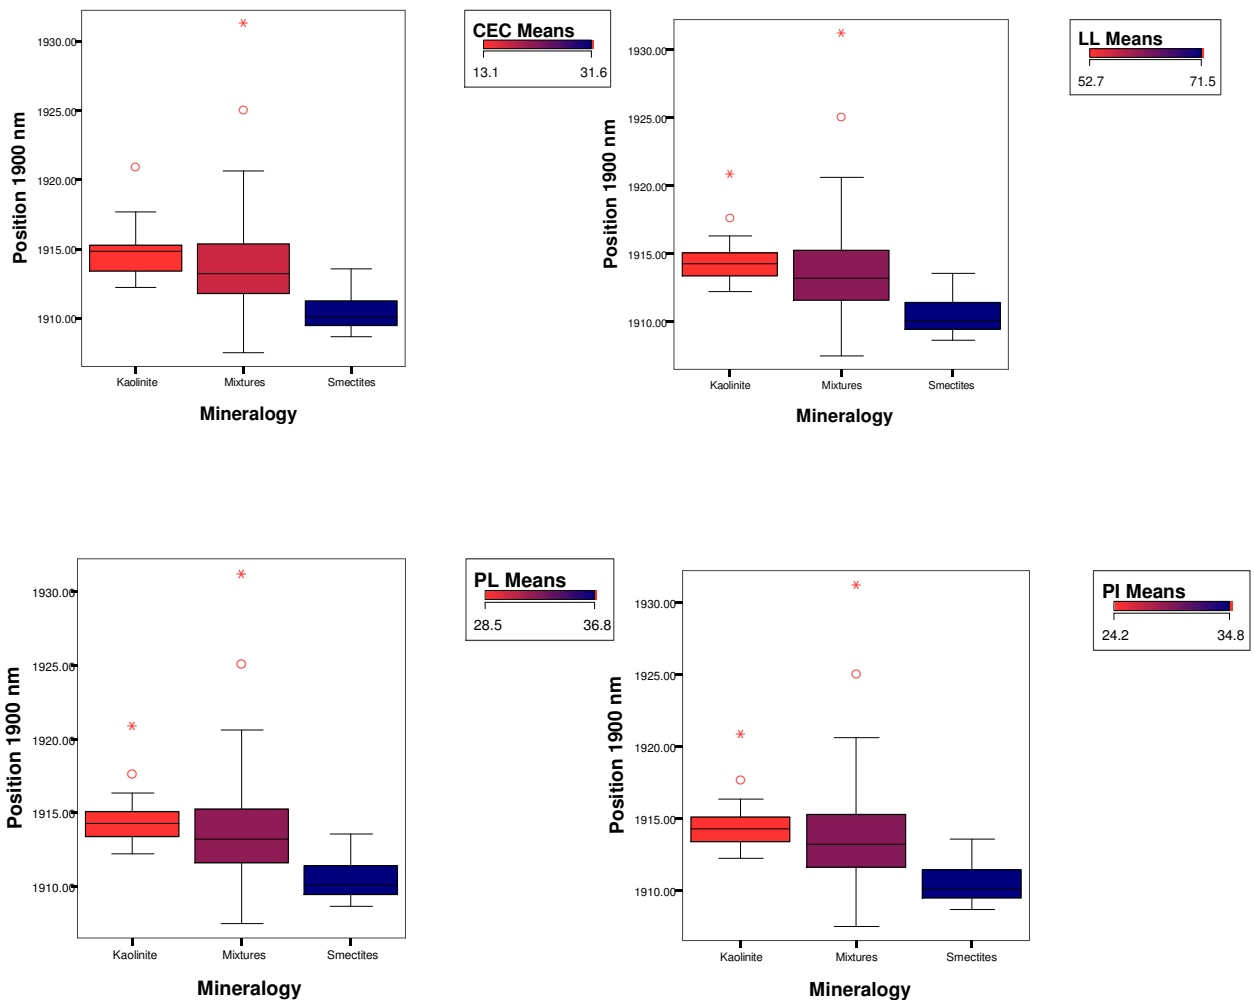 CEC Means
13.1 31.6
1930.00
1925.00
1920.00
1915.00
1910.00
Position 1900 nm
Kaolinite Mixtures Smectites
Mineralogy
LL Means
52.7 71.5
1930.00
1925.00
1920.00
1915.00
1910.00
Position 1900 nm
Kaolinite Mixtures Smectites
Mineralogy
PL Means
28.5 36.8
1930.00
1925.00
1920.00
1915.00
1910.00
Position 1900 nm
Kaolinite Mixtures Smectites
Mineralogy
PI Means
24.2 34.8
1930.00
1925.00
1920.00
1915.00
1910.00
Position 1900 nm
Kaolinite Mixtures Smectites
Mineralogy